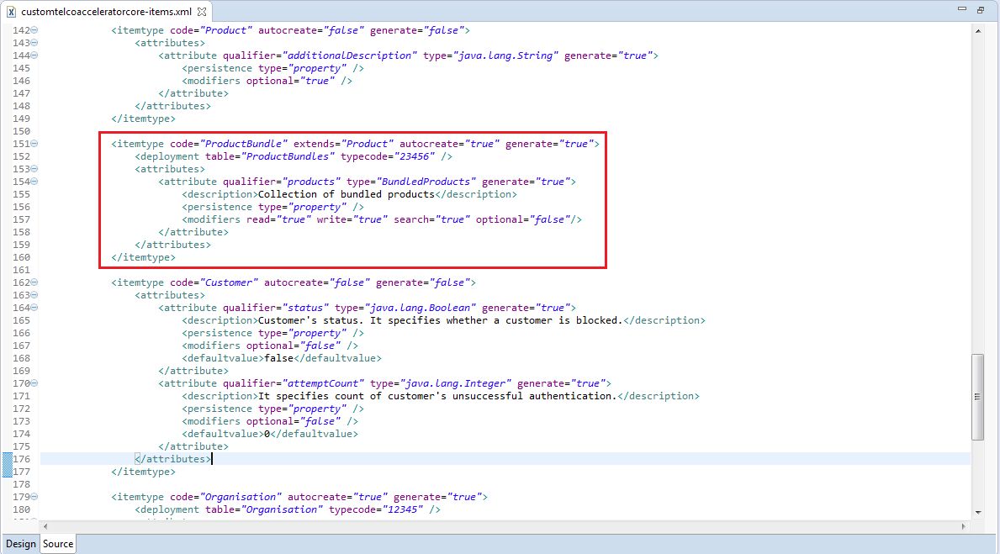 customtelcoacceleratorcore-items.xml
142 <itemtype code="Product" autocreate="false" generate="false">
143 <attributes>
144 <attribute qualifier="additionalDescription" type="java.lang.String" generate="true">
145 <persistence type="property" />
146 <modifiers optional="true" />
147 </attribute>
148 </attributes>
149 </itemtype>
150
151 <itemtype code="ProductBundle" extends="Product" autocreate="true" generate="true">
152 <deployment table="ProductBundles" typecode="23456" />
153 <attributes>
154 <attribute qualifier="products" type="BundledProducts" generate="true">
155 <description>Collection of bundled products</description>
156 <persistence type="property" />
157 <modifiers read="true" write="true" search="true" optional="false"/>
158 </attribute>
159 </attributes>
160 </itemtype>
161
162 <itemtype code="Customer" autocreate="false" generate="false">
163 <attributes>
164 <attribute qualifier="status" type="java.lang.Boolean" generate="true">
165 <description>Customer's status. It specifies whether a customer is blocked.</description>
166 <persistence type="property" />
167 <modifiers optional="false" />
168 <defaultvalue>false</defaultvalue>
169 </attribute>
170 <attribute qualifier="attemptCount" type="java.lang.Integer" generate="true">
171 <description>It specifies count of customer's unsuccessful authentication.</description>
172 <persistence type="property" />
173 <modifiers optional="false" />
174 <defaultvalue>0</defaultvalue>
175 </attribute>
176 </attributes>
177 </itemtype>
178
179 <itemtype code="Organisation" autocreate="true" generate="true">
180 <deployment table="Organisation" typecode="12345" />
Design Source